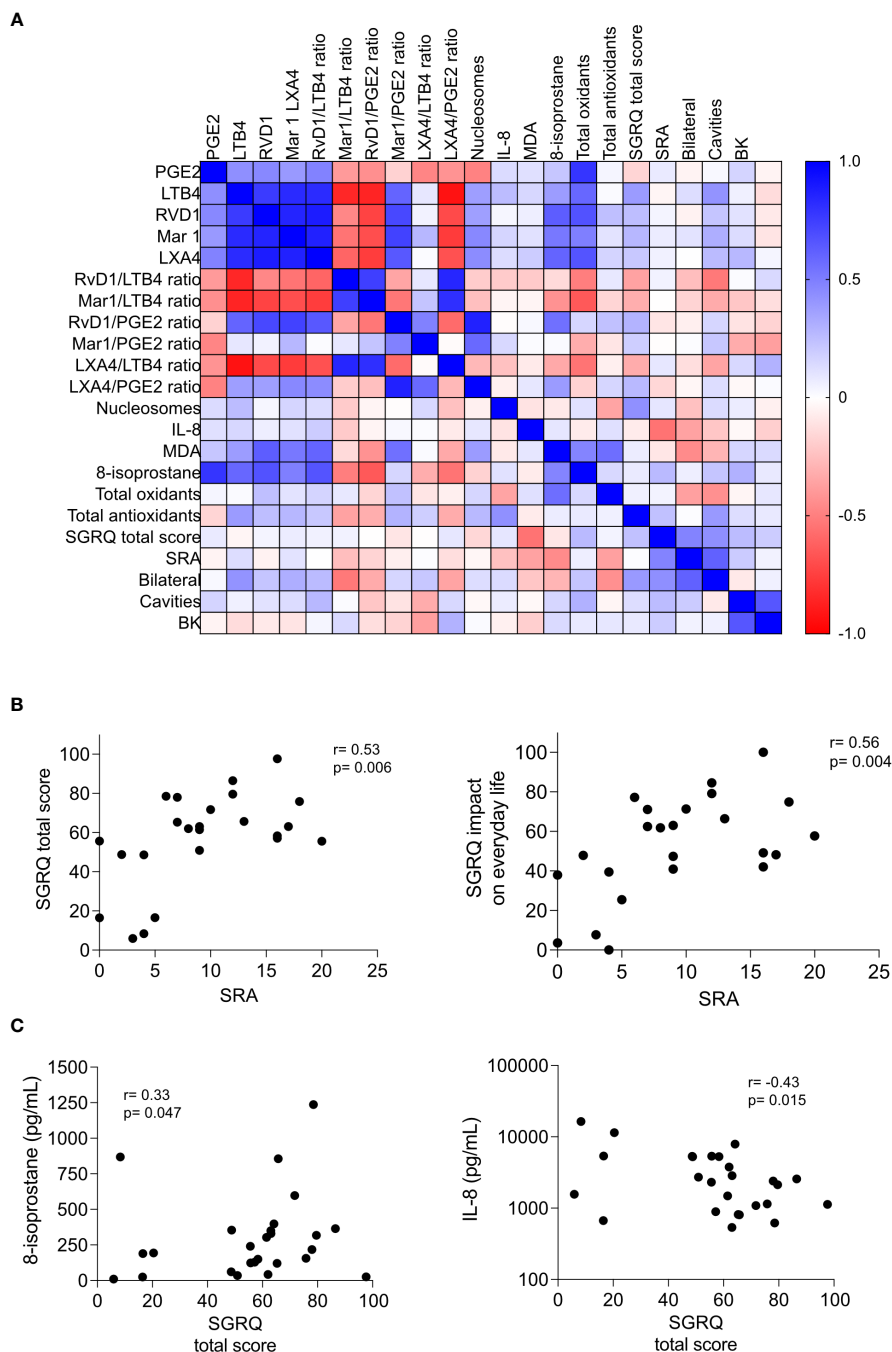 A
PGE2
LTB4
RVD1
Mar 1 LXA4
RvD1/LTB4 ratio
Mar1/LTB4 ratio
RvD1/PGE2 ratio
Mar1/PGE2 ratio
LXA4/LTB4 ratio
LXA4/PGE2 ratio
Nucleosomes
IL-8
MDA
8-isoprostane
Total oxidants
Total antioxidants
SGRQ total score
SRA
Bilateral
Cavities
BK
PGE2
LTB4
RVD1
Mar 1
LXA4
RvD1/LTB4 ratio
Mar1/LTB4 ratio
RvD1/PGE2 ratio
Mar1/PGE2 ratio
LXA4/LTB4 ratio
LXA4/PGE2 ratio
Nucleosomes
IL-8
MDA
8-isoprostane
Total oxidants
Total antioxidants
SGRQ total score
SRA
Bilateral
Cavities
BK
1.0
0.5
0
-0.5
-1.0
B
SGRQ total score
100
80
60
40
20
0
0 5 10 15 20 25
SRA
r= 0.53
p= 0.006
SGRQ impact
on everyday life
100
80
60
40
20
0
0 5 10 15 20 25
SRA
r= 0.56
p= 0.004
C
8-isoprostane (pg/mL)
1500
1250
1000
750
500
250
0
0 20 40 60 80 100
SGRQ
total score
r= 0.33
p= 0.047
IL-8 (pg/mL)
100000
10000
1000
100
0 20 40 60 80 100
SGRQ
total score
r= -0.43
p= 0.015